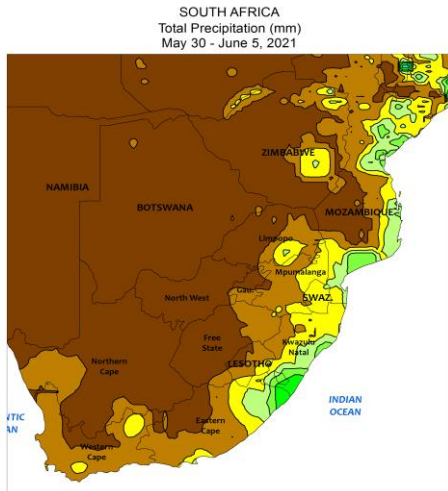 SOUTH AFRICA
Total Precipitation (mm)
May 30 - June 5, 2021
ZIMBABWE
NAMIBIA
BOTSWANA
MOZAMBIQUE
Limpopo
Mpumalanga
Gau.
North West
SWAZ.
Free
State
Kwazulu
Natal
LESOTHO
Northern
Cape
INDIAN
OCEAN
NTIC
AN
Eastern
Cape
Western
Cape